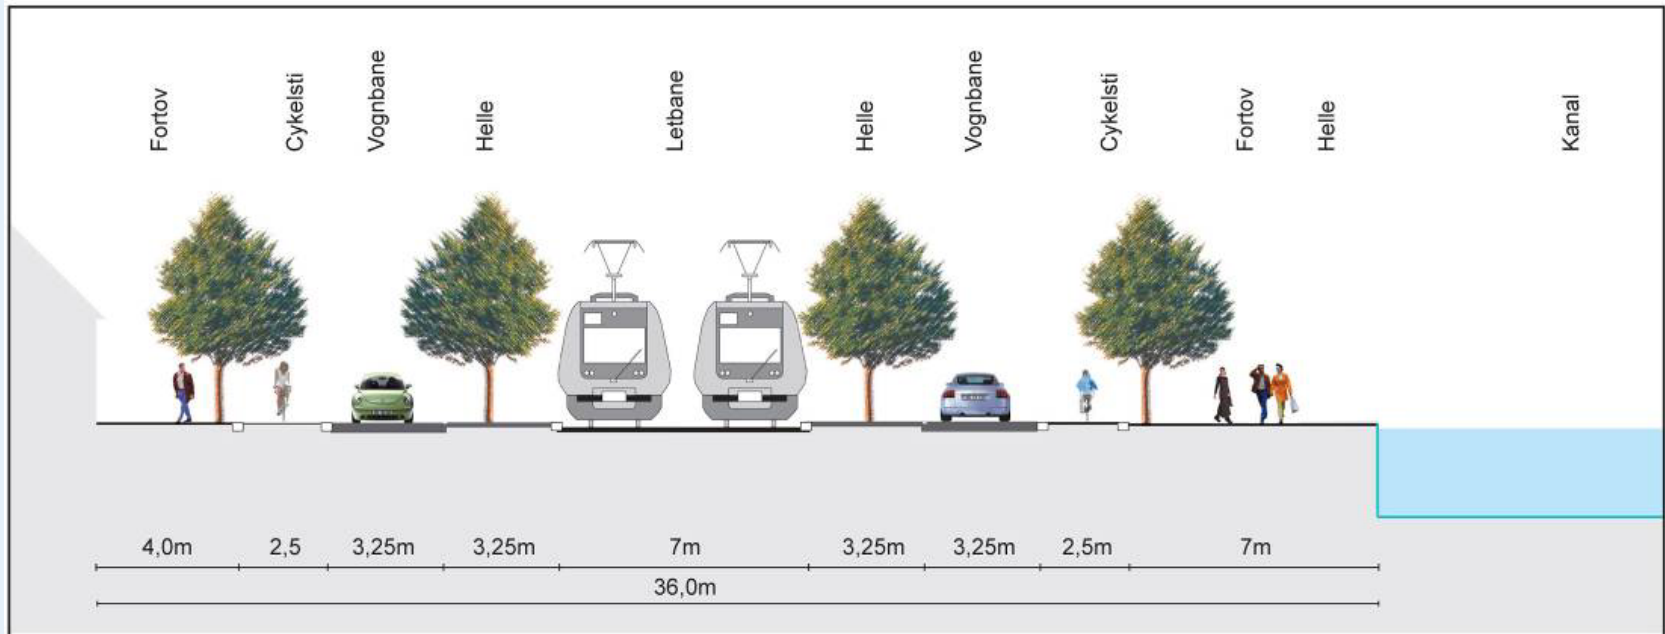 Fortov
Cykelsti
Vognbane
Helle
Letbane
Helle
Vognbane
Cykelsti
Fortov
Helle
Kanal
4,0m
2,5
3,25m
3,25m
7m
3,25m
3,25m
2,5m
7m
36,0m